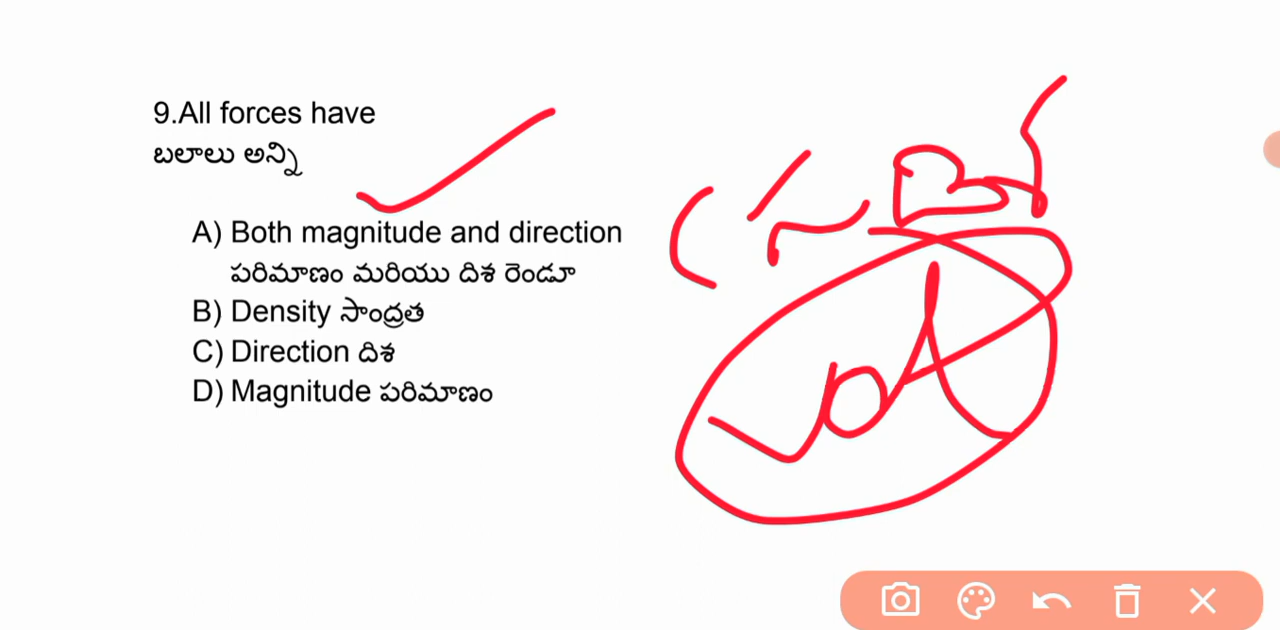 9.All forces have
బలాలు అన్ని
A) Both magnitude and direction
పరిమాణం మరియు దిశ రెండూ
B) Density సాంద్రత
C) Direction దిశ
D) Magnitude పరిమాణం